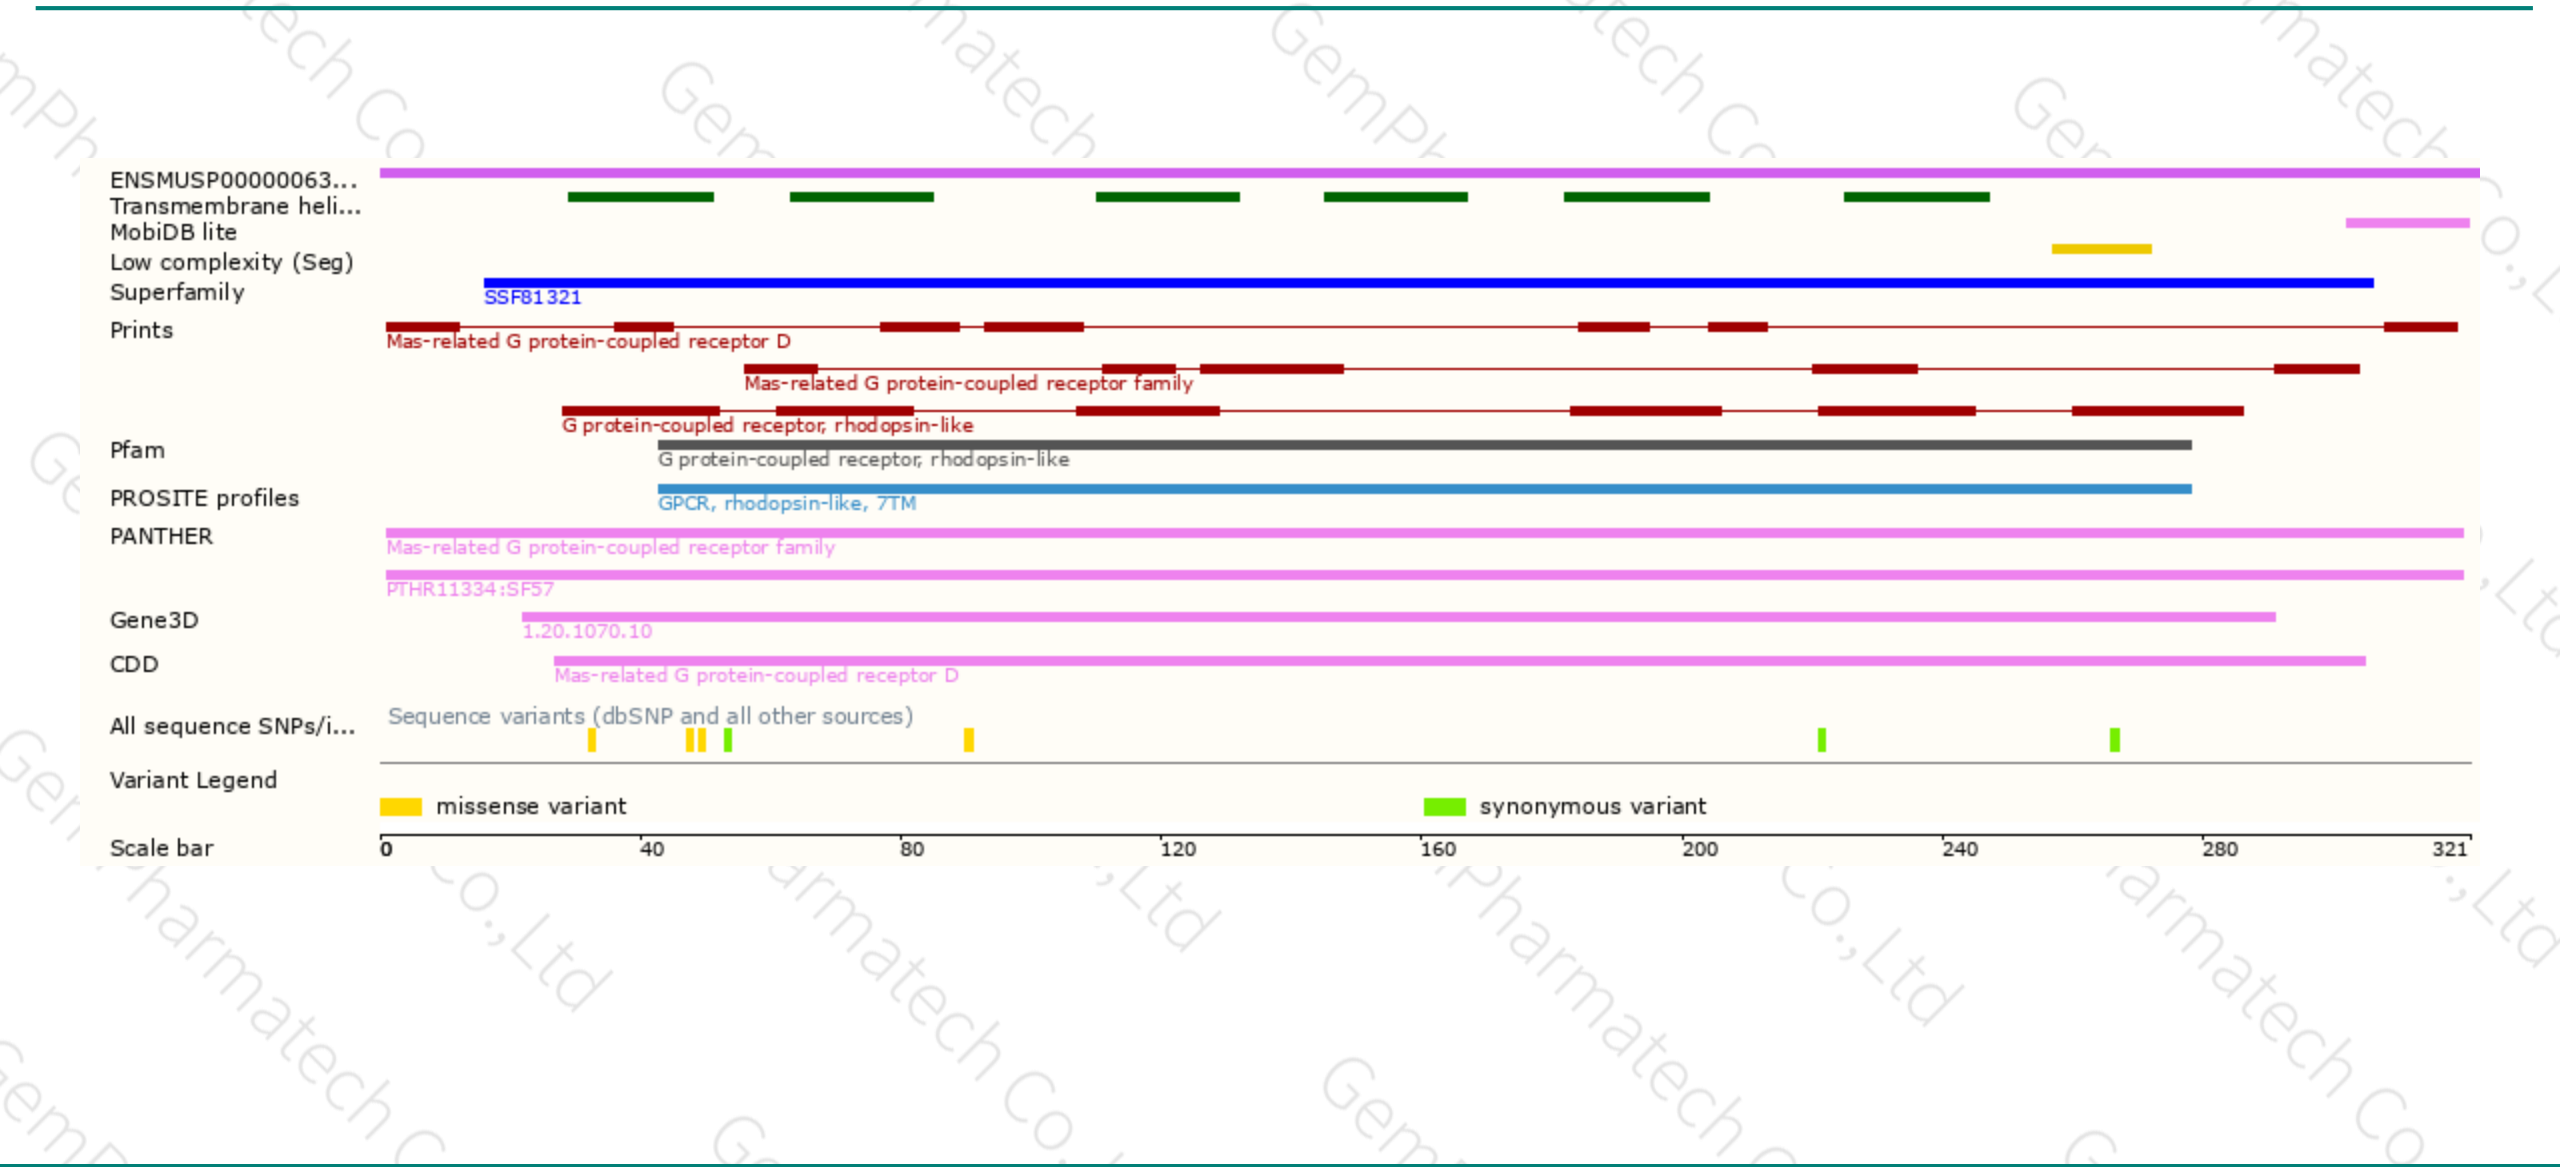 ENSMUSP00000063...
Transmembrane heli...
MobiDB lite
Low complexity (Seg)
Superfamily
SSF81321
Prints
Mas-related G protein-coupled receptor D
Mas-related G protein-coupled receptor family
G protein-coupled receptor, rhodopsin-like
Pfam
G protein-coupled receptor, rhodopsin-like
PROSITE profiles
GPCR, rhodopsin-like, 7TM
PANTHER
Mas-related G protein-coupled receptor family
PTHR11334:SF57
Gene3D
1.20.1070.10
CDD
Mas-related G protein-coupled receptor D
All sequence SNPs/i...
Sequence variants (dbSNP and all other sources)
Variant Legend
missense variant synonymous variant
Scale bar 0 40 80 120 160 200 240 280 321